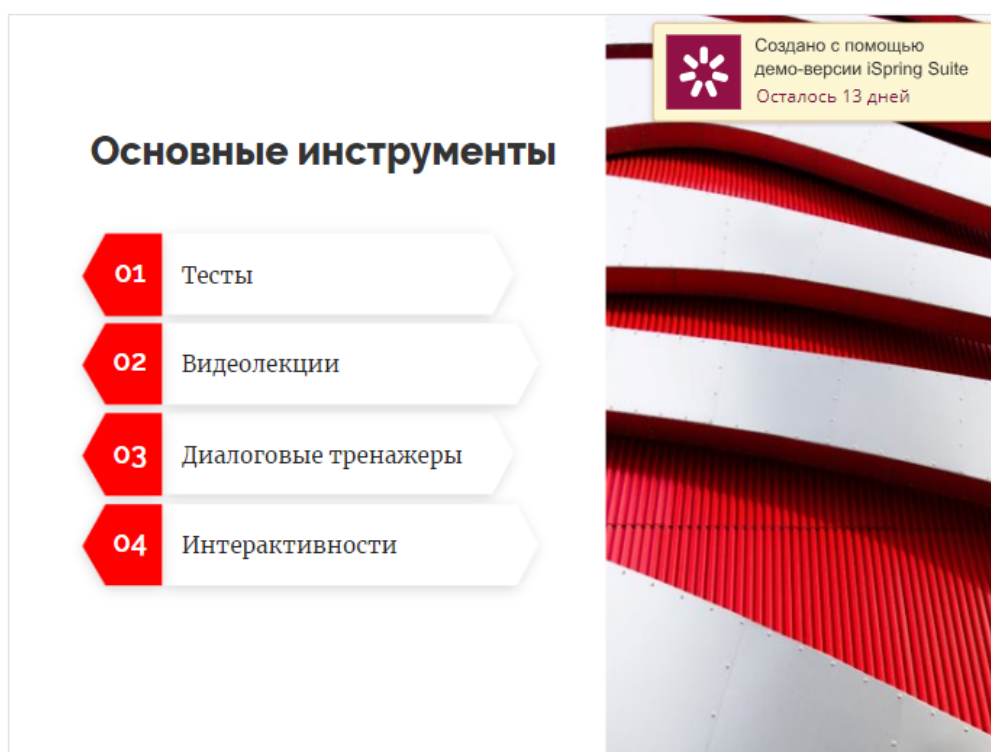 Создано с помощью
демо-версии iSpring Suite
Осталось 13 дней
Основные инструменты
01 Тесты
02 Видеолекции
03 Диалоговые тренажеры
04 Интерактивности